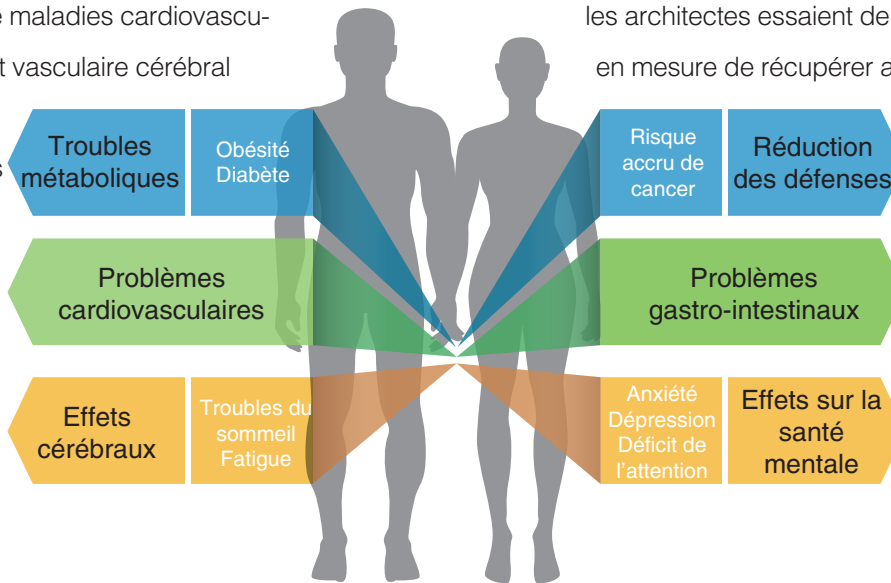 e maladies cardiovascu-
t vasculaire cérébral
s
les architectes essaient de
en mesure de récupérer a
Troubles
métaboliques
Obésité
Diabète
Risque
accru de
cancer
Réduction
des défenses
Problèmes
cardiovasculaires
Problèmes
gastro-intestinaux
Effets
cérébraux
Troubles du
sommeil
Fatigue
Anxiété
Dépression
Déficit de
l'attention
Effets sur la
santé
mentale